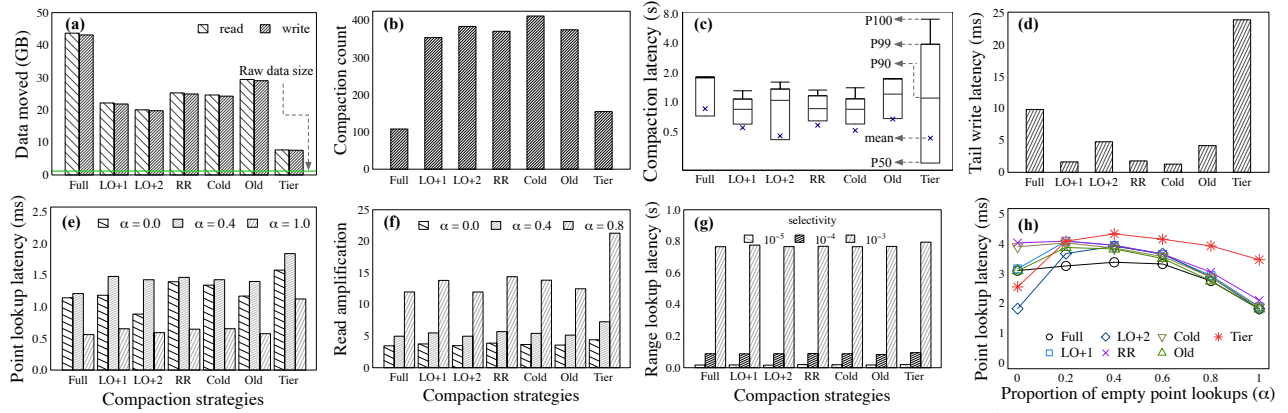 (a)
read
write
Raw data size
Data moved (GB)
60
50
40
30
20
10
0
Full LO+1 LO+2 RR Cold Old Tier
(b)
Compaction count
400
300
200
100
0
Full LO+1 LO+2 RR Cold Old Tier
(c)
P100
P99
P90
mean
P50
Compaction latency (s)
8.0
2.0
1.0
0.5
Full LO+1 LO+2 RR Cold Old Tier
(d)
Tail write latency (ms)
25
20
15
10
5
0
Full LO+1 LO+2 RR Cold Old Tier
(e)
α = 0.0 α = 0.4 α = 1.0
Point lookup latency (ms)
2.5
2.0
1.5
1.0
0.5
0.0
Full LO+1 LO+2 RR Cold Old Tier
Compaction strategies
(f)
α = 0.0 α = 0.4 α = 0.8
Read amplification
25
20
15
10
5
0
Full LO+1 LO+2 RR Cold Old Tier
Compaction strategies
(g)
selectivity
10⁻⁵ 10⁻⁴ 10⁻³
Range lookup latency (s)
1.0
0.8
0.6
0.4
0.2
0.0
Full LO+1 LO+2 RR Cold Old Tier
Compaction strategies
(h)
Point lookup latency (ms)
5
4
3
2
1
0
Full LO+2 Cold Tier
LO+1 RR Old
0 0.2 0.4 0.6 0.8 1
Proportion of empty point lookups (α)